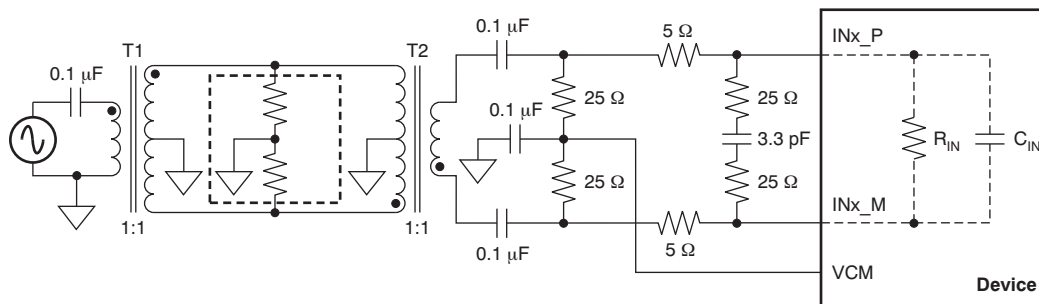 0.1 μF
T1
1:1
T2
1:1
0.1 μF
0.1 μF
0.1 μF
25 Ω
25 Ω
5 Ω
5 Ω
25 Ω
3.3 pF
25 Ω
INx_P
INx_M
VCM
R_IN
C_IN
Device